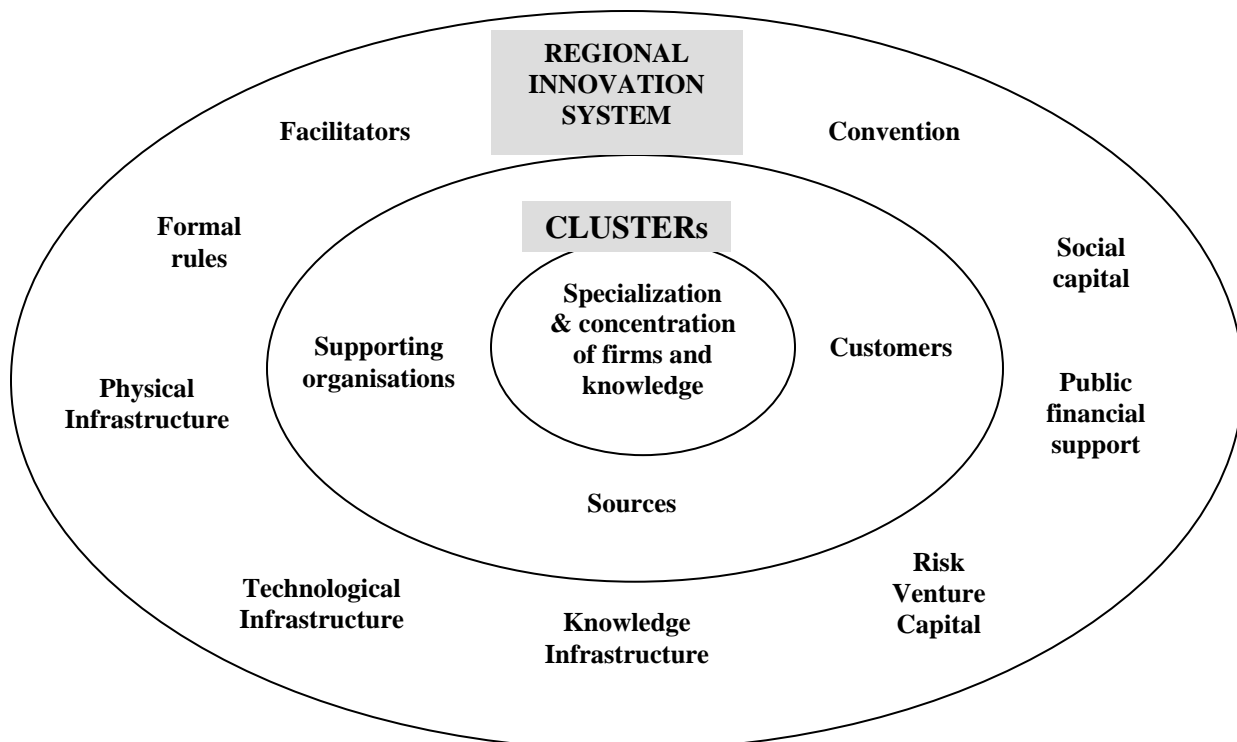 REGIONAL
INNOVATION
SYSTEM
Facilitators
Convention
Formal
rules
CLUSTERs
Social
capital
Specialization
& concentration
of firms and
knowledge
Supporting
organisations
Customers
Physical
Infrastructure
Public
financial
support
Sources
Technological
Infrastructure
Knowledge
Infrastructure
Risk
Venture
Capital